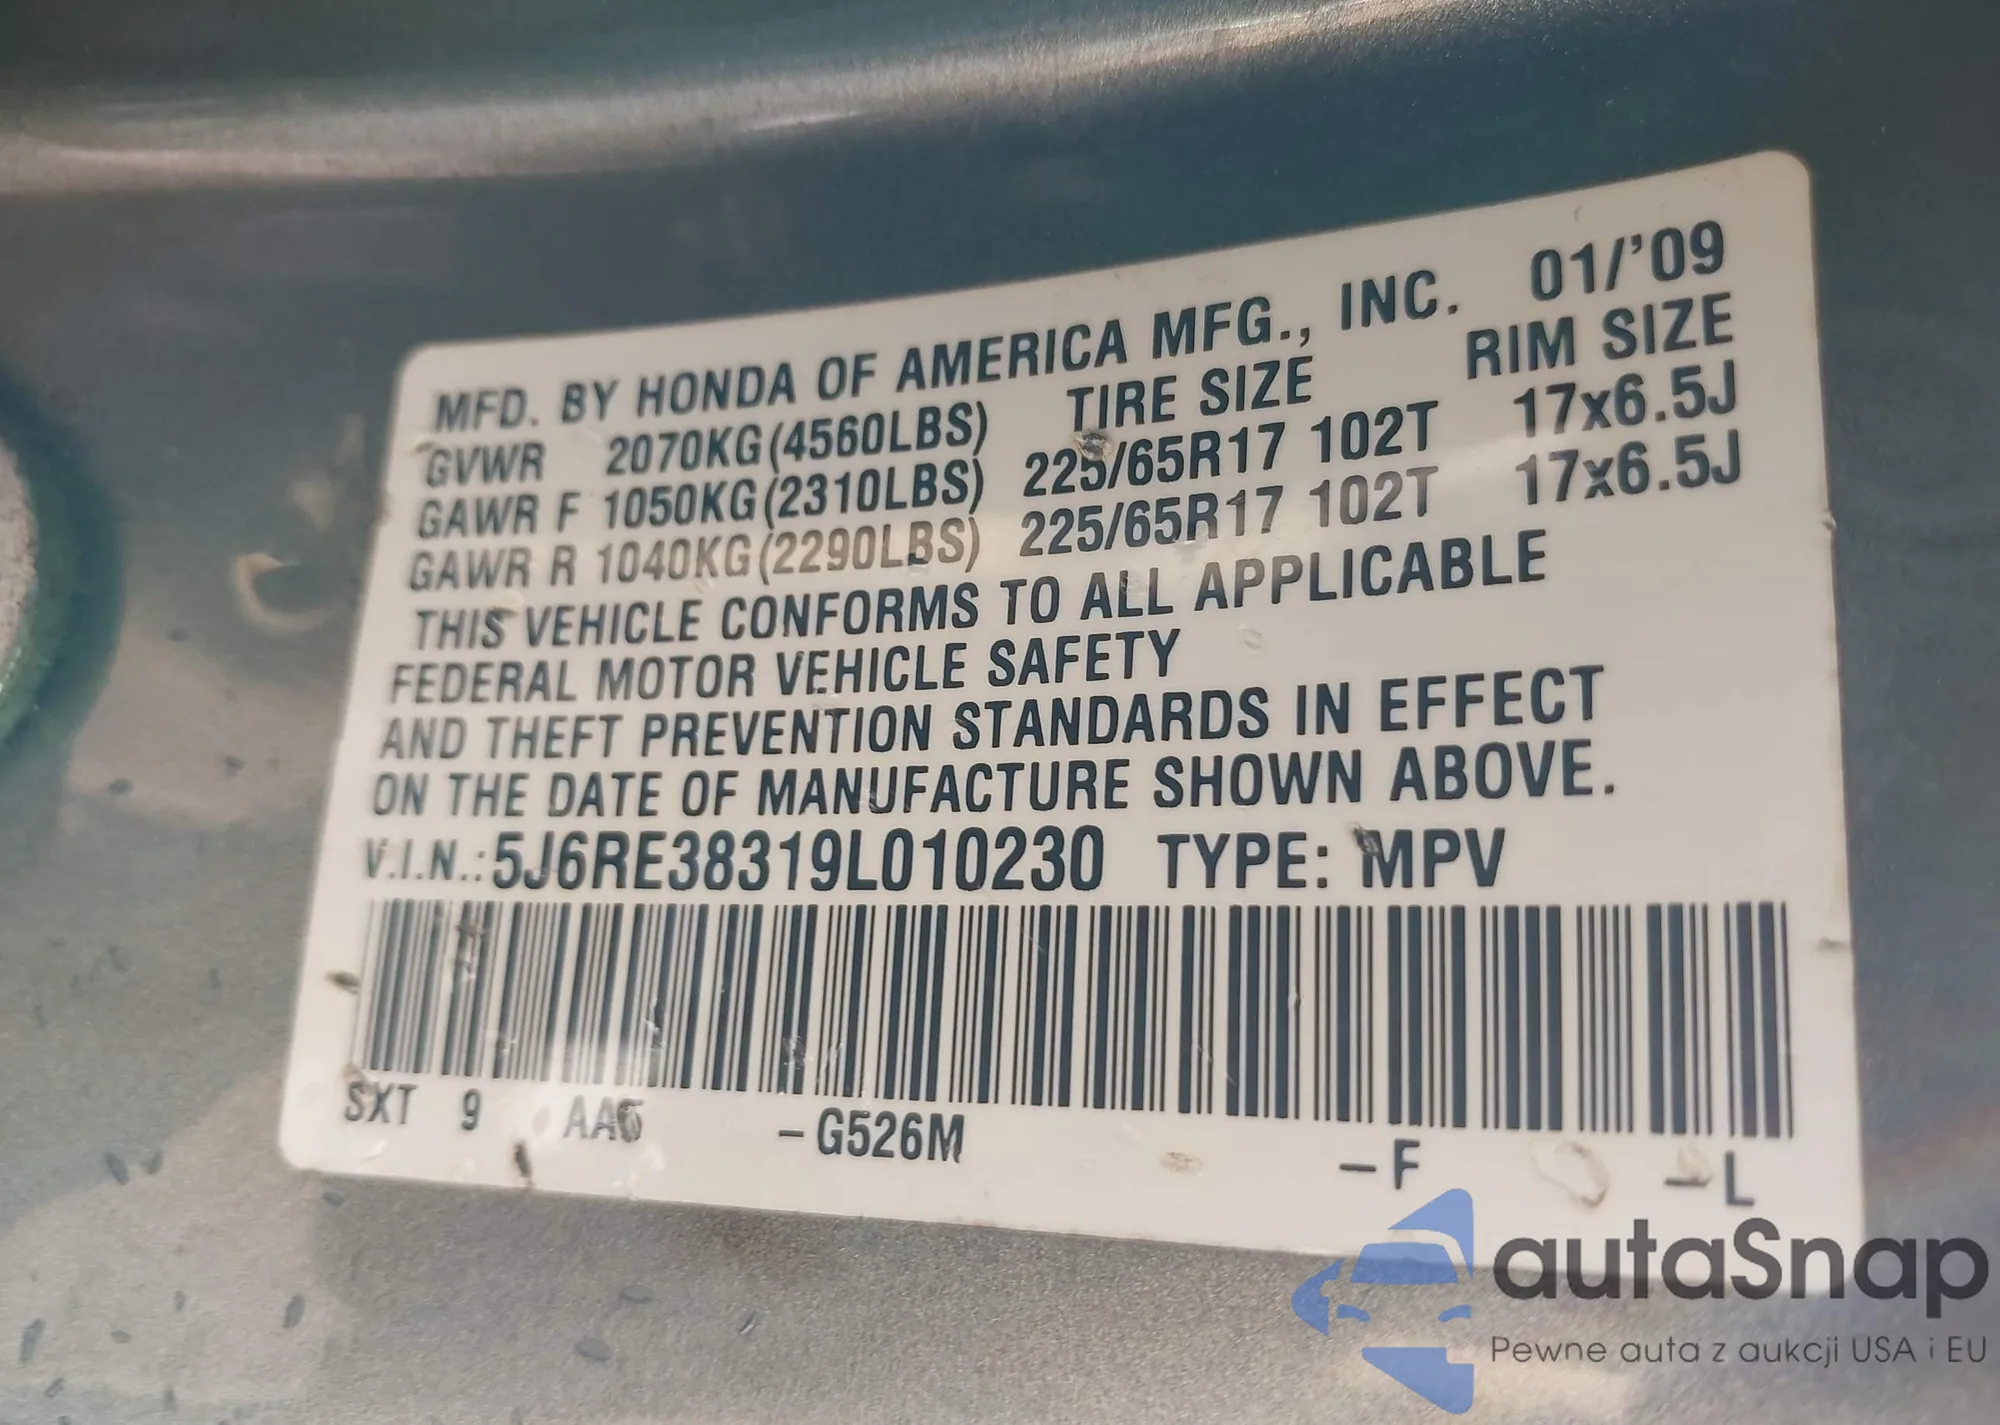 MFD. BY HONDA OF AMERICA MFG., INC. 01/'09
TIRE SIZE RIM SIZE
GVWR 2070KG(4560LBS)
GAWR F 1050KG(2310LBS) 225/65R17 102T 17x6.5J
GAWR R 1040KG(2290LBS) 225/65R17 102T 17x6.5J
THIS VEHICLE CONFORMS TO ALL APPLICABLE
FEDERAL MOTOR VEHICLE SAFETY
AND THEFT PREVENTION STANDARDS IN EFFECT
ON THE DATE OF MANUFACTURE SHOWN ABOVE.
V.I.N.:5J6RE38319L010230 TYPE: MPV
SXT 9 –G526M –F –L
autaSnap
Pewne auta z aukcji USA i EU